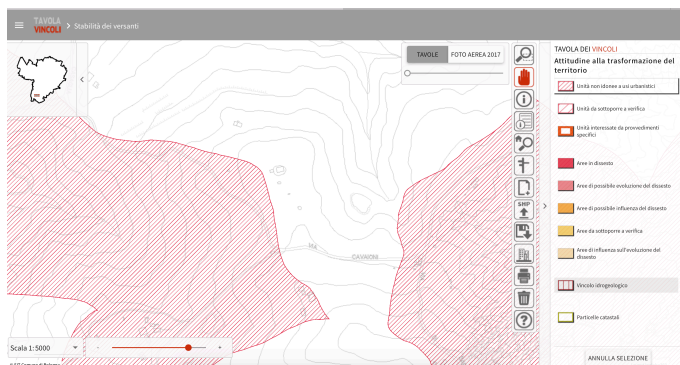 TAVOLA
VINCOLI > Stabilità dei versanti
TAVOLE FOTO AEREA 2017
SHP
CAVAIONI
Scala 1:5000
- +
TAVOLA DEI VINCOLI
Attitudine alla trasformazione del
territorio
Unità non idonee a usi urbanistici
Unità da sottoporre a verifica
Unità interessate da provvedimenti
specifici
Aree in dissesto
Aree di possibile evoluzione del dissesto
Aree di possibile influenza del dissesto
Aree da sottoporre a verifica
Aree di influenza sull'evoluzione del
dissesto
Vincolo idrogeologico
Particelle catastali
ANNULLA SELEZIONE